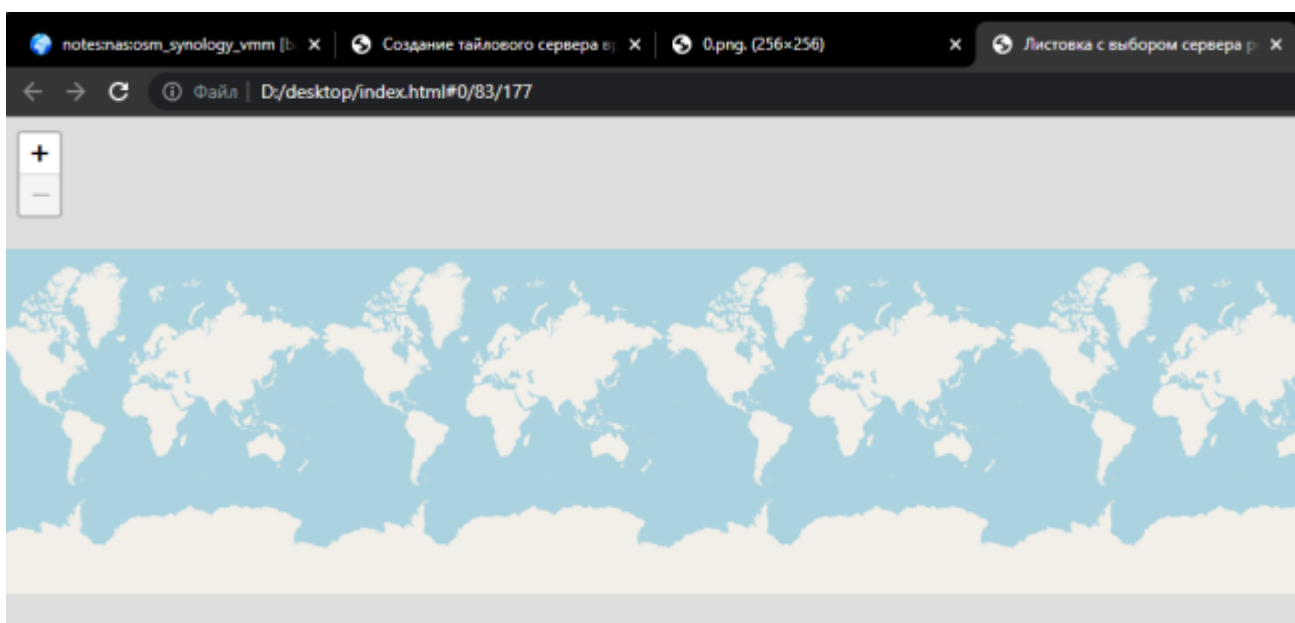 notes:nas:osm_synology_vmm [b
Создание тайлового сервера в
0.png. (256×256)
Листовка с выбором сервера р
Файл | D:/desktop/index.html#0/83/177
+
−